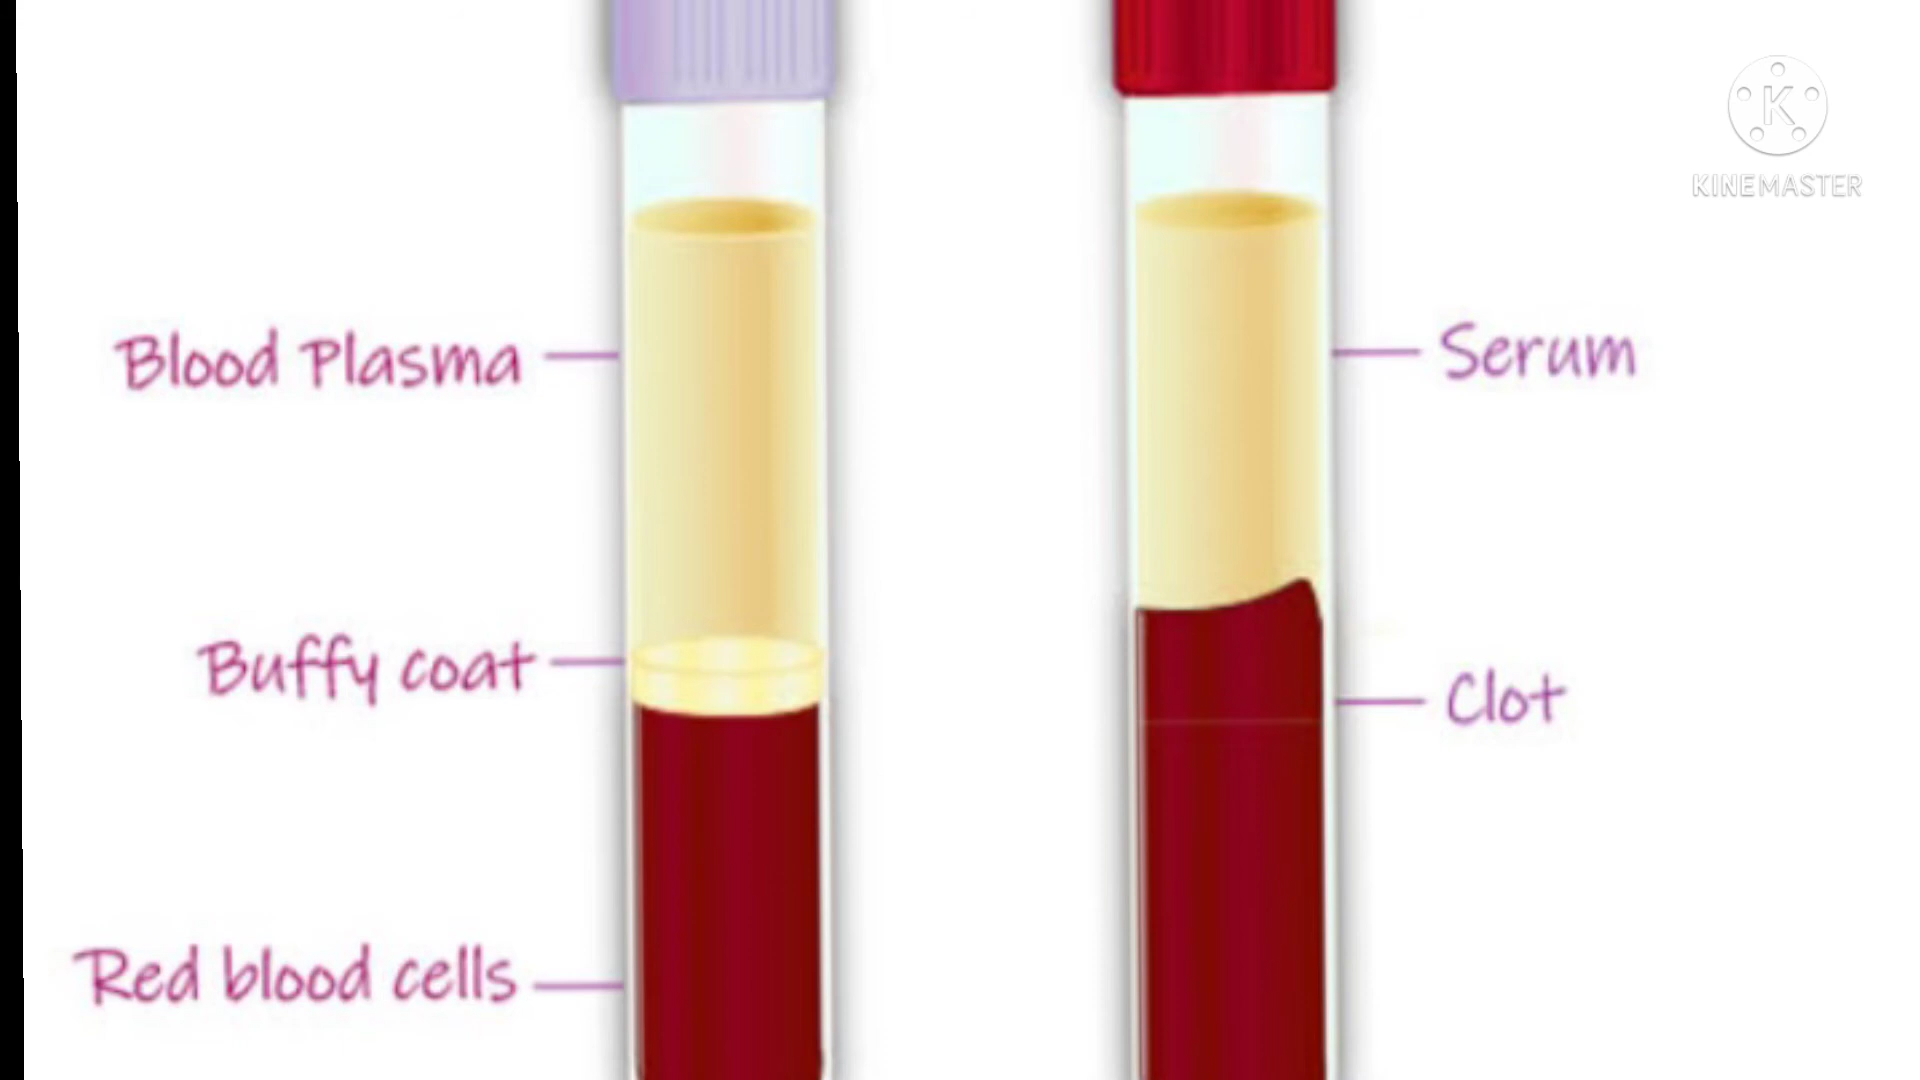 Blood Plasma
Buffy coat
Red blood cells
Serum
Clot
K
KINEMASTER